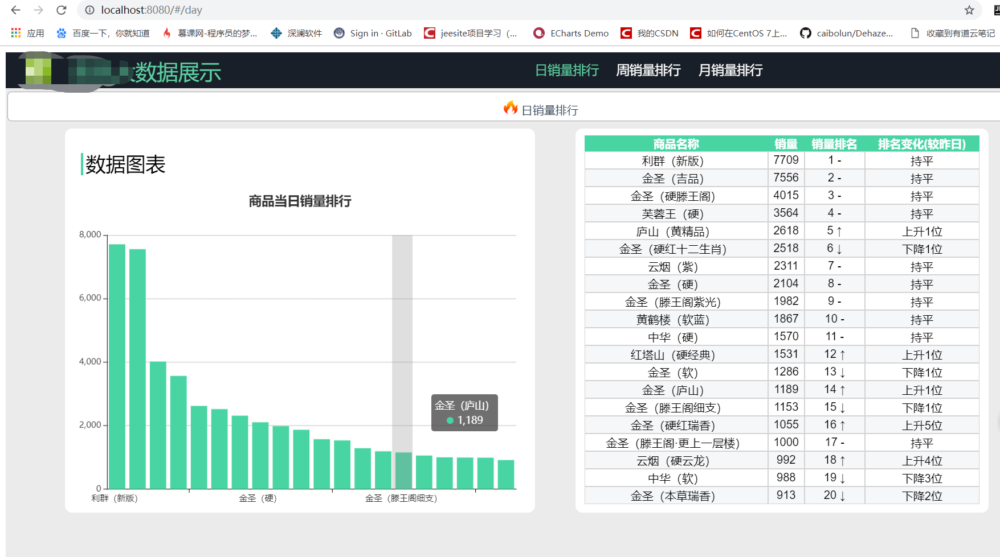 localhost:8080/#/day
应用 百度一下，你就知道 慕课网-程序员的梦... 深澜软件 Sign in · GitLab jeesite项目学习（... ECharts Demo 我的CSDN 如何在CentOS 7上... caibolun/Dehaze... 收藏到有道云笔记
数据展示 日销量排行 周销量排行 月销量排行
日销量排行
数据图表
商品当日销量排行
8,000
6,000
4,000
2,000
0
金圣（庐山）
1,189
利群（新版） 金圣（硬） 金圣（滕王阁细支）
商品名称 销量 销量排名 排名变化(较昨日)
利群（新版） 7709 1 - 持平
金圣（吉品） 7556 2 - 持平
金圣（硬滕王阁） 4015 3 - 持平
芙蓉王（硬） 3564 4 - 持平
庐山（黄精品） 2618 5 ↑ 上升1位
金圣（硬红十二生肖） 2518 6 ↓ 下降1位
云烟（紫） 2311 7 - 持平
金圣（硬） 2104 8 - 持平
金圣（滕王阁紫光） 1982 9 - 持平
黄鹤楼（软蓝） 1867 10 - 持平
中华（硬） 1570 11 - 持平
红塔山（硬经典） 1531 12 ↑ 上升1位
金圣（软） 1286 13 ↓ 下降1位
金圣（庐山） 1189 14 ↑ 上升1位
金圣（滕王阁细支） 1153 15 ↓ 下降1位
金圣（硬红瑞香） 1055 16 ↑ 上升5位
金圣（滕王阁·更上一层楼） 1000 17 - 持平
云烟（硬云龙） 992 18 ↑ 上升4位
中华（软） 988 19 ↓ 下降3位
金圣（本草瑞香） 913 20 ↓ 下降2位